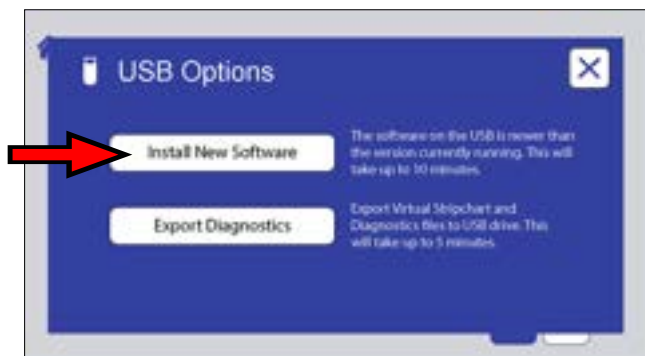 USB Options
Install New Software
The software on the USB is newer than
the version currently running. This will
take up to 10 minutes.
Export Diagnostics
Export Virtual Stripchart and
Diagnostics files to USB drive. This
will take up to 5 minutes.